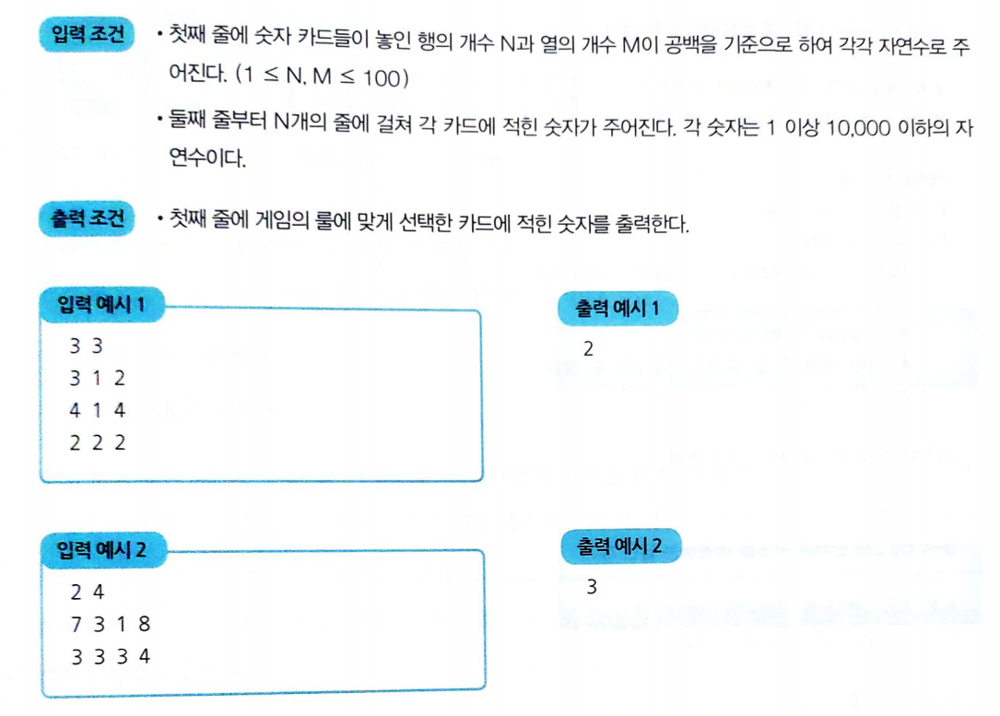 입력 조건
• 첫째 줄에 숫자 카드들이 놓인 행의 개수 N과 열의 개수 M이 공백을 기준으로 하여 각각 자연수로 주
어진다. (1 ≤ N, M ≤ 100)
• 둘째 줄부터 N개의 줄에 걸쳐 각 카드에 적힌 숫자가 주어진다. 각 숫자는 1 이상 10,000 이하의 자
연수이다.
출력 조건
• 첫째 줄에 게임의 룰에 맞게 선택한 카드에 적힌 숫자를 출력한다.
입력 예시 1
3 3
3 1 2
4 1 4
2 2 2
출력 예시 1
2
입력 예시 2
2 4
7 3 1 8
3 3 3 4
출력 예시 2
3